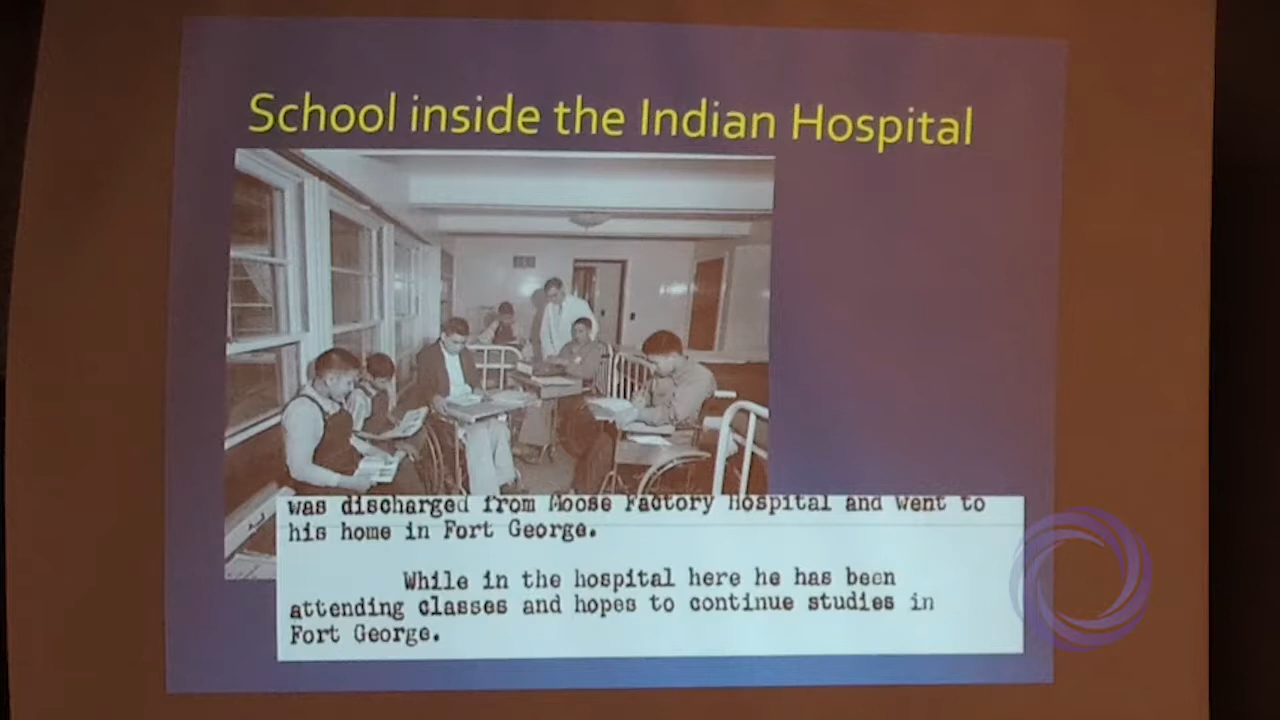 School inside the Indian Hospital
was discharged from Moose Factory Hospital and went to
his home in Fort George.
While in the hospital here he has been
attending classes and hopes to continue studies in
Fort George.